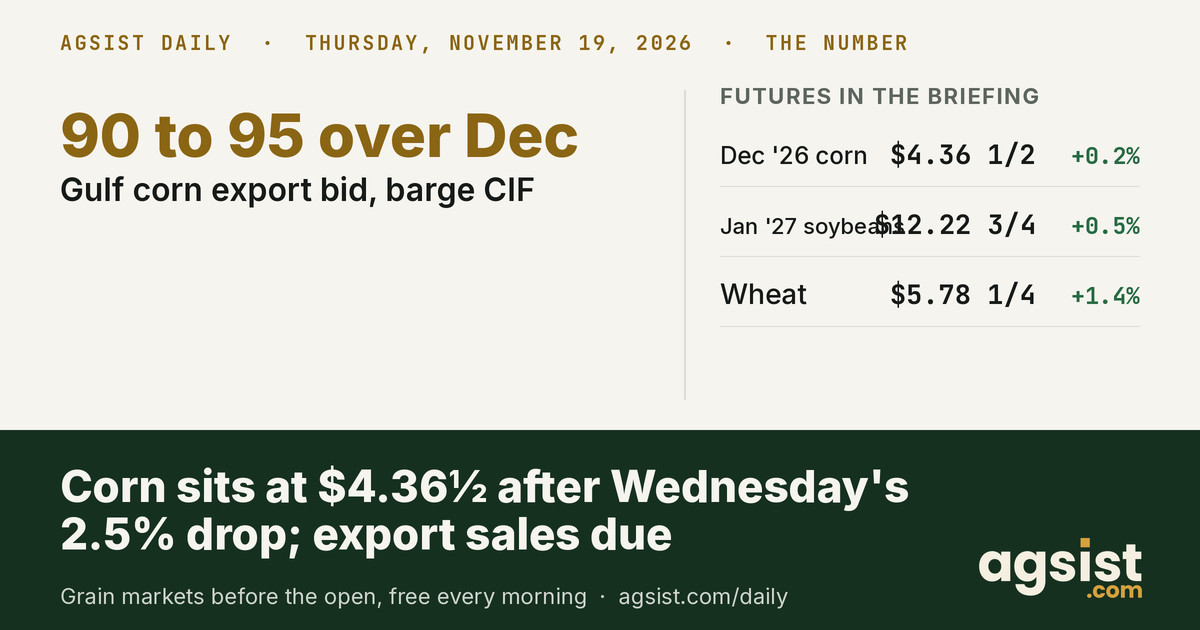 AGSIST DAILY · THURSDAY, NOVEMBER 19, 2026 · THE NUMBER
90 to 95 over Dec
Gulf corn export bid, barge CIF
FUTURES IN THE BRIEFING
Dec '26 corn $4.36 1/2 +0.2%
Jan '27 soybeans $12.22 3/4 +0.5%
Wheat $5.78 1/4 +1.4%
Corn sits at $4.36½ after Wednesday's
2.5% drop; export sales due
Grain markets before the open, free every morning · agsist.com/daily
agsist
.com